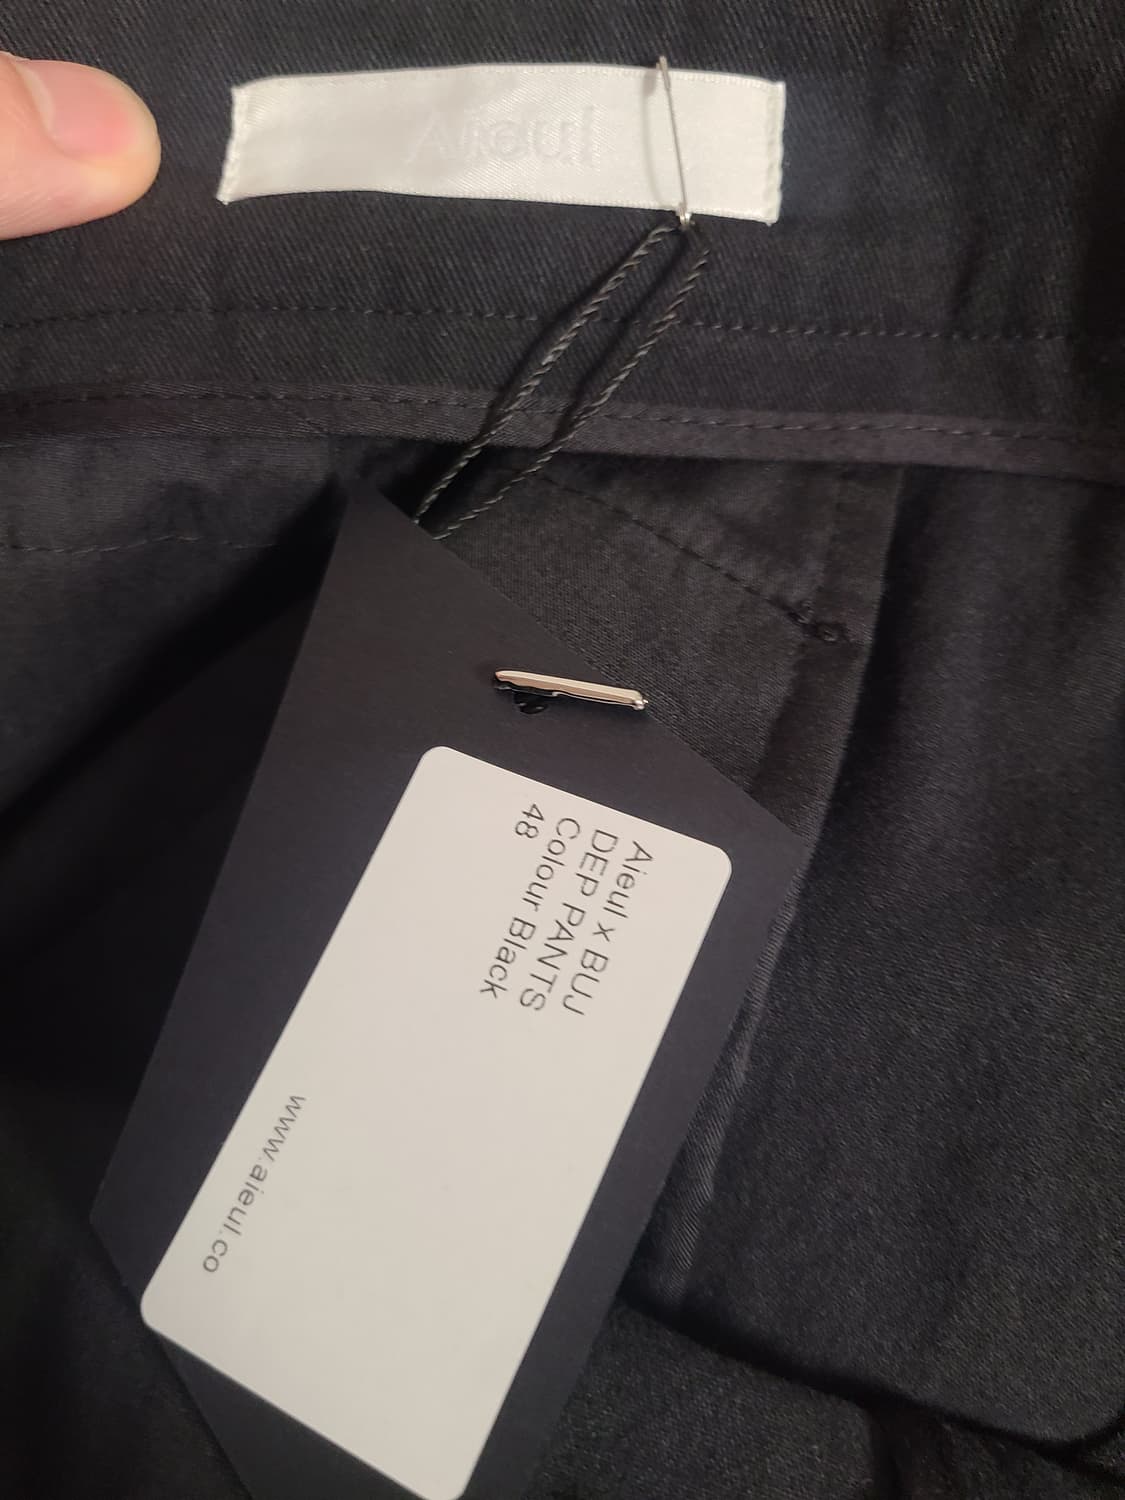 Aieul
Aieul x BUJ
DEP PANTS
Colour Black
48
www.aieul.co